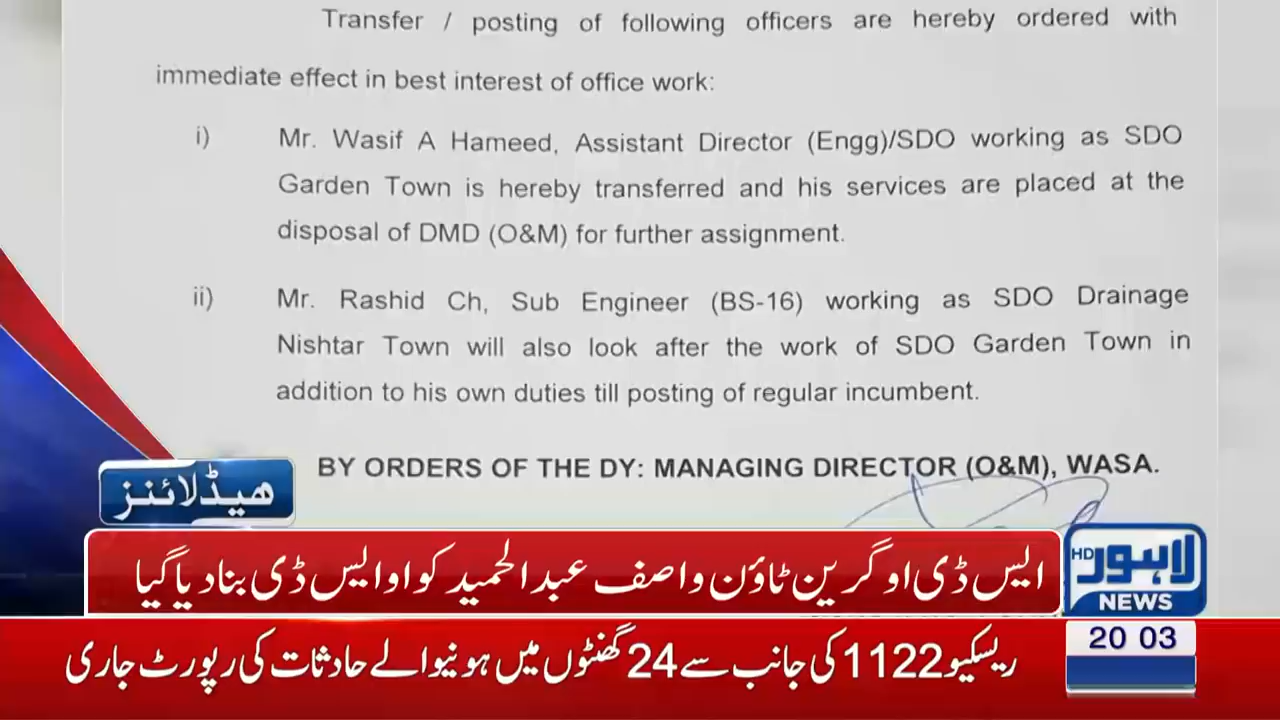 Transfer / posting of following officers are hereby ordered with
immediate effect in best interest of office work:
i) Mr. Wasif A Hameed, Assistant Director (Engg)/SDO working as SDO
Garden Town is hereby transferred and his services are placed at the
disposal of DMD (O&M) for further assignment.
ii) Mr. Rashid Ch, Sub Engineer (BS-16) working as SDO Drainage
Nishtar Town will also look after the work of SDO Garden Town in
addition to his own duties till posting of regular incumbent.
BY ORDERS OF THE DY: MANAGING DIRECTOR (O&M), WASA.
ھیڈلائنز
ایس ڈی او گرین ٹاؤن واصف عبدالحمید کو او ایس ڈی بنا دیا گیا
لاہور HD
NEWS
ریسکیو 1122 کی جانب سے 24 گھنٹوں میں ہونیوالے حادثات کی رپورٹ جاری
20 03